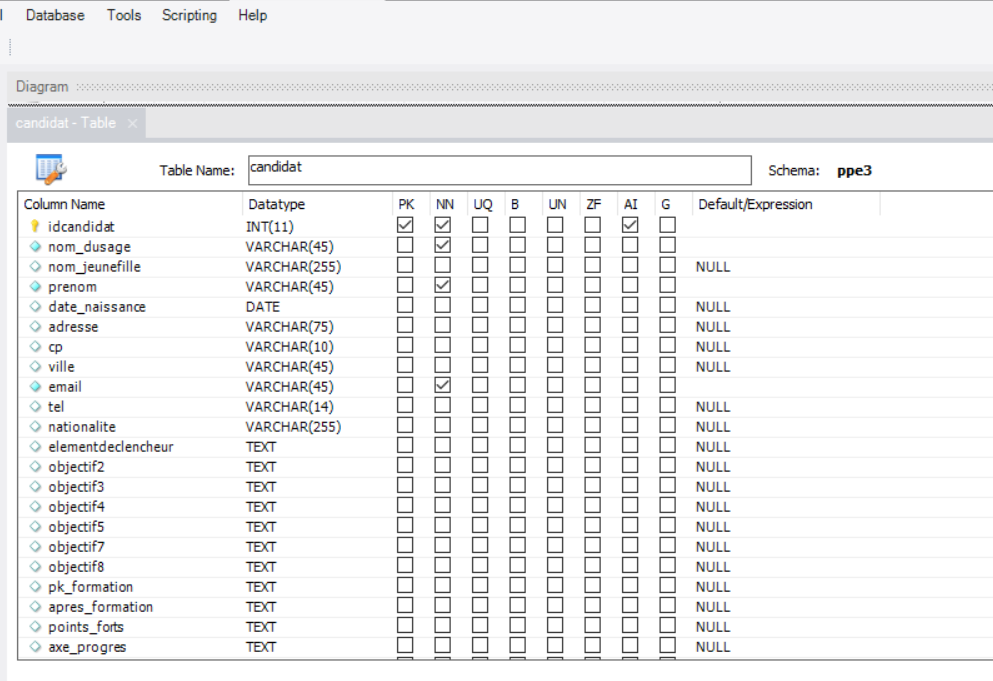 Database Tools Scripting Help
Diagram
candidat - Table
Table Name: candidat Schema: ppe3
Column Name Datatype PK NN UQ B UN ZF AI G Default/Expression
idcandidat INT(11)
nom_dusage VARCHAR(45)
nom_jeunefille VARCHAR(255) NULL
prenom VARCHAR(45)
date_naissance DATE NULL
adresse VARCHAR(75) NULL
cp VARCHAR(10) NULL
ville VARCHAR(45) NULL
email VARCHAR(45)
tel VARCHAR(14) NULL
nationalite VARCHAR(255) NULL
elementdeclencheur TEXT NULL
objectif2 TEXT NULL
objectif3 TEXT NULL
objectif4 TEXT NULL
objectif5 TEXT NULL
objectif7 TEXT NULL
objectif8 TEXT NULL
pk_formation TEXT NULL
apres_formation TEXT NULL
points_forts TEXT NULL
axe_progres TEXT NULL